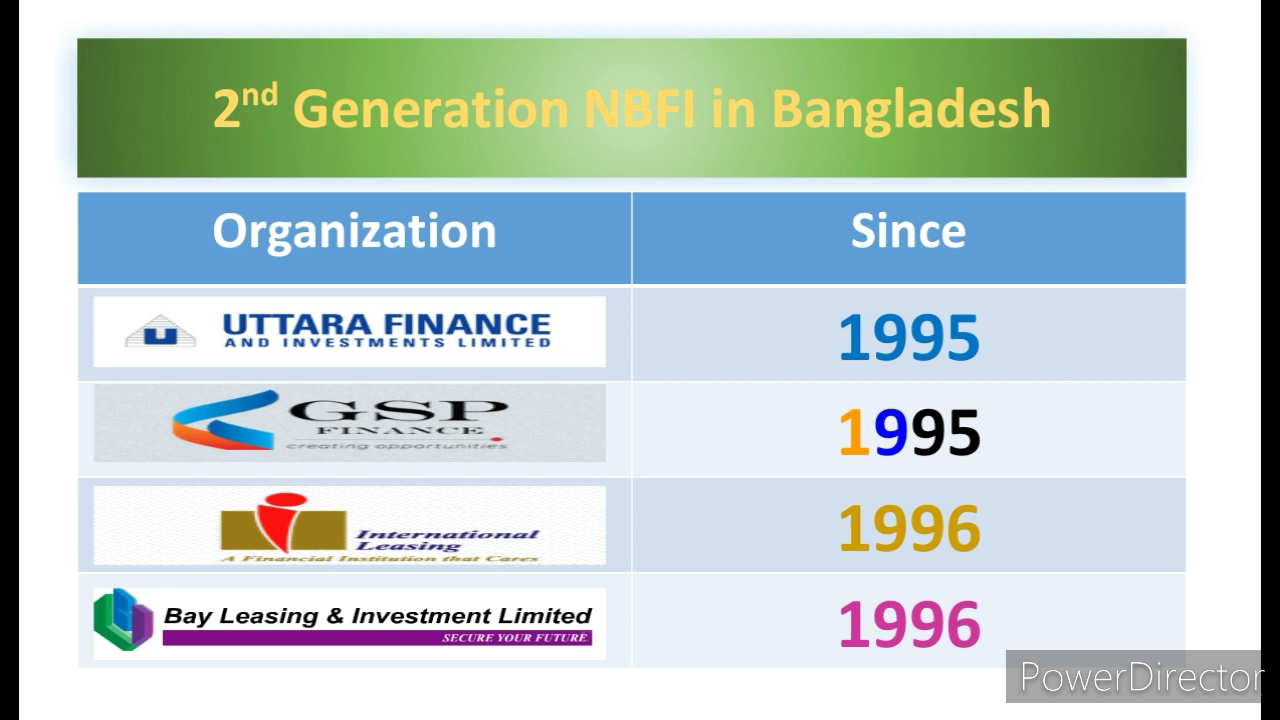 2nd Generation NBFI in Bangladesh
Organization
Since
UTTARA FINANCE
AND INVESTMENTS LIMITED
1995
GSP
FINANCE
creating opportunities
1995
International
Leasing
A Financial Institution that Cares
1996
Bay Leasing & Investment Limited
SECURE YOUR FUTURE
1996
PowerDirector